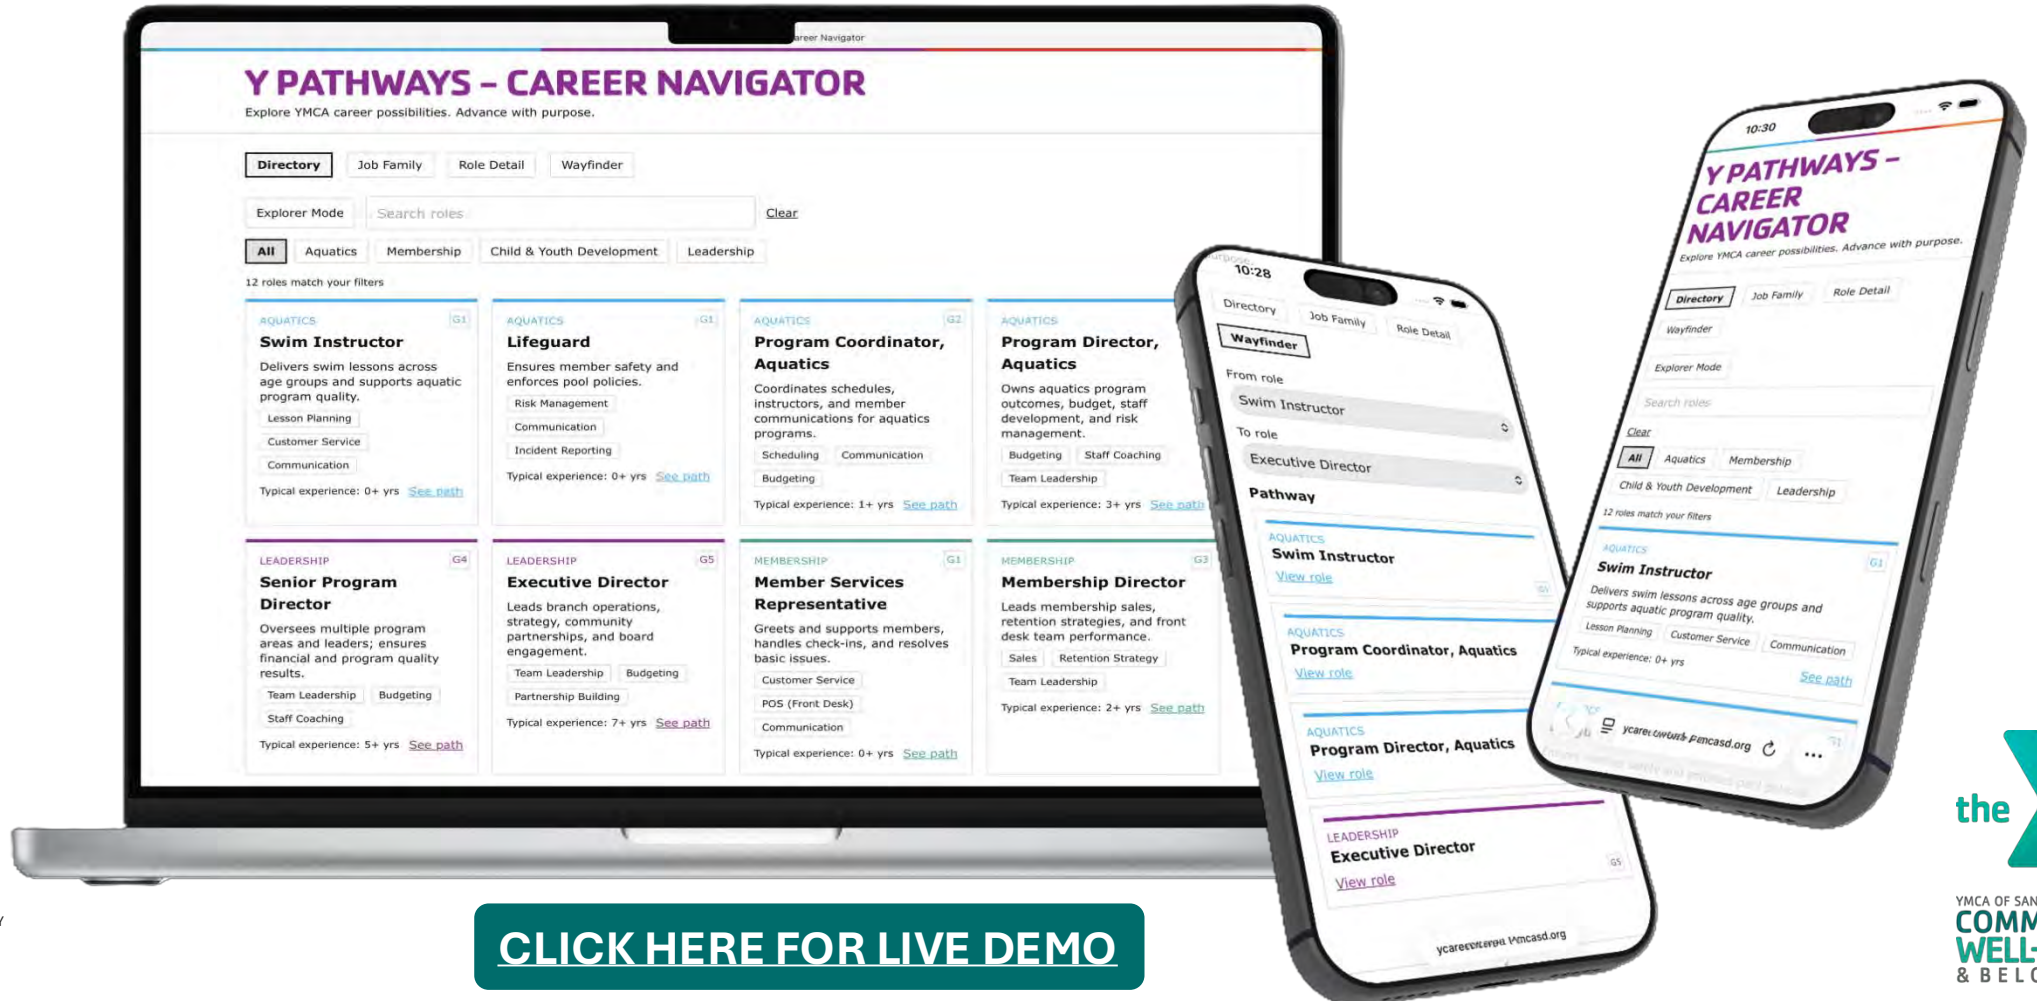 Career Navigator
Y PATHWAYS – CAREER NAVIGATOR
Explore YMCA career possibilities. Advance with purpose.
Directory Job Family Role Detail Wayfinder
Explorer Mode Search roles Clear
All Aquatics Membership Child & Youth Development Leadership
12 roles match your filters
AQUATICS G1
Swim Instructor
Delivers swim lessons across
age groups and supports aquatic
program quality.
Lesson Planning
Customer Service
Communication
Typical experience: 0+ yrs See path
AQUATICS G1
Lifeguard
Ensures member safety and
enforces pool policies.
Risk Management
Communication
Incident Reporting
Typical experience: 0+ yrs See path
AQUATICS G2
Program Coordinator,
Aquatics
Coordinates schedules,
instructors, and member
communications for aquatics
programs.
Scheduling Communication
Budgeting
Typical experience: 1+ yrs See path
AQUATICS
Program Director,
Aquatics
Owns aquatics program
outcomes, budget, staff
development, and risk
management.
Budgeting Staff Coaching
Team Leadership
Typical experience: 3+ yrs See path
LEADERSHIP G4
Senior Program
Director
Oversees multiple program
areas and leaders; ensures
financial and program quality
results.
Team Leadership Budgeting
Staff Coaching
Typical experience: 5+ yrs See path
LEADERSHIP G5
Executive Director
Leads branch operations,
strategy, community
partnerships, and board
engagement.
Team Leadership Budgeting
Partnership Building
Typical experience: 7+ yrs See path
MEMBERSHIP G1
Member Services
Representative
Greets and supports members,
handles check-ins, and resolves
basic issues.
Customer Service
POS (Front Desk)
Communication
Typical experience: 0+ yrs See path
MEMBERSHIP G3
Membership Director
Leads membership sales,
retention strategies, and front
desk team performance.
Sales Retention Strategy
Team Leadership
Typical experience: 2+ yrs See path
purpose.
10:28
Directory Job Family Role Detail
Wayfinder
From role
Swim Instructor
To role
Executive Director
Pathway
AQUATICS
Swim Instructor
View role
AQUATICS
Program Coordinator, Aquatics
View role
AQUATICS
Program Director, Aquatics
View role
LEADERSHIP
Executive Director
View role G5
10:30
Y PATHWAYS –
CAREER
NAVIGATOR
Explore YMCA career possibilities. Advance with purpose.
Directory Job Family Role Detail
Wayfinder
Explorer Mode
Search roles
Clear
All Aquatics Membership
Child & Youth Development Leadership
12 roles match your filters
AQUATICS G1
Swim Instructor
Delivers swim lessons across age groups and
supports aquatic program quality.
Lesson Planning Customer Service Communication
Typical experience: 0+ yrs
See path
CLICK HERE FOR LIVE DEMO
the
YMCA OF SAN
COMM
WELL-
& BELO